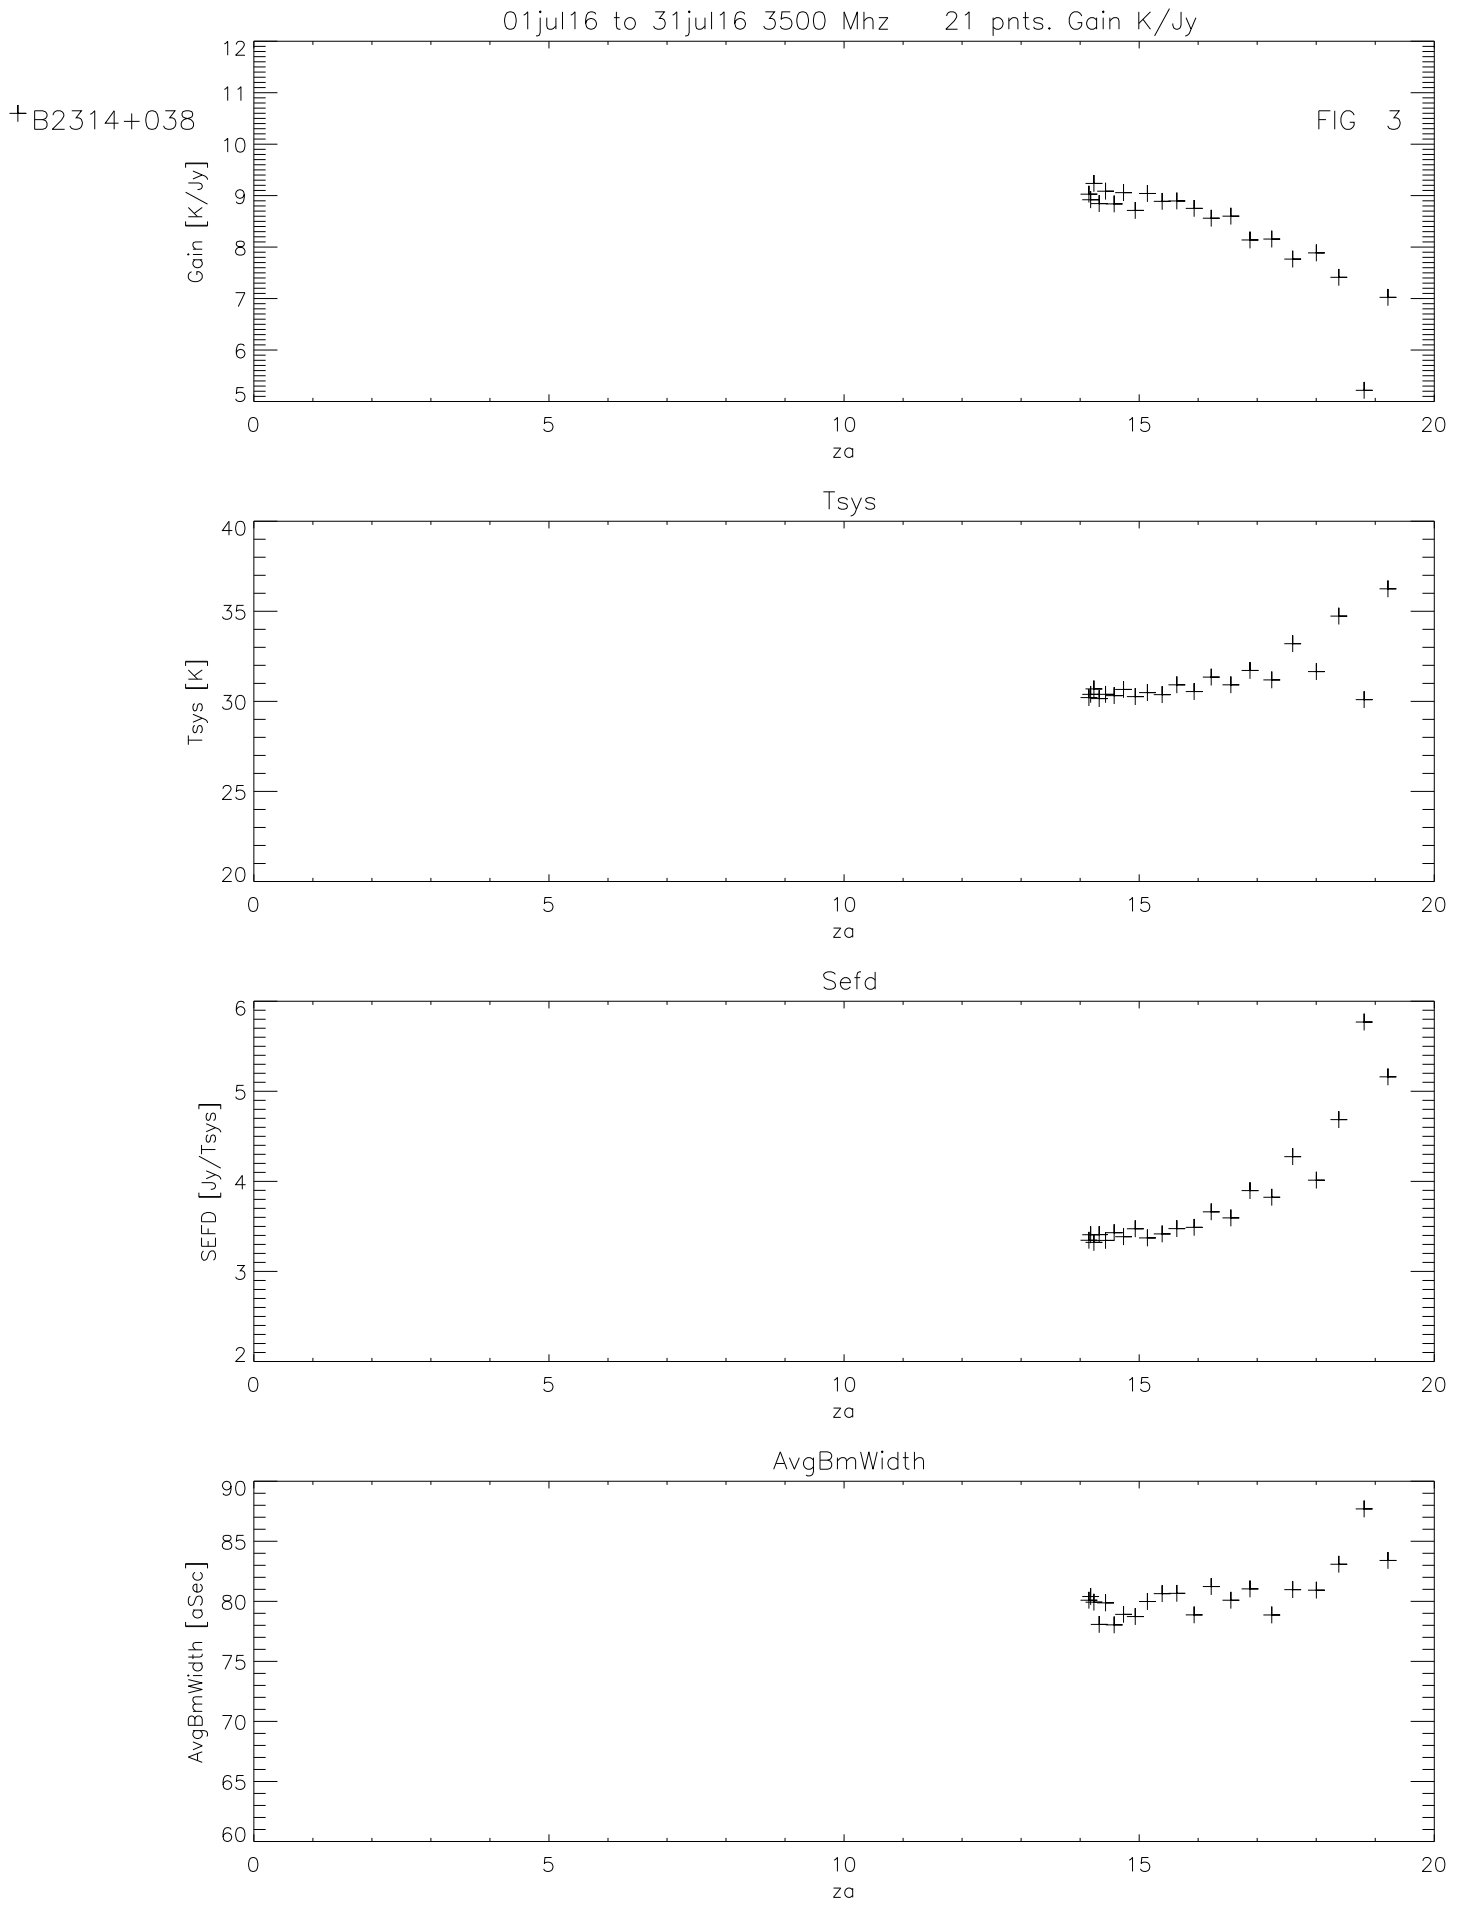 01jul16 to 31jul16 3500 Mhz 21 pnts. Gain K/Jy
+ B2314+038
FIG 3
Gain [K/Jy]
12
11
10
9
8
7
6
5
0 5 10 15 20
za
Tsys
Tsys [K]
40
35
30
25
20
0 5 10 15 20
za
Sefd
SEFD [Jy/Tsys]
6
5
4
3
2
0 5 10 15 20
za
AvgBmWidth
AvgBmWidth [aSec]
90
85
80
75
70
65
60
0 5 10 15 20
za